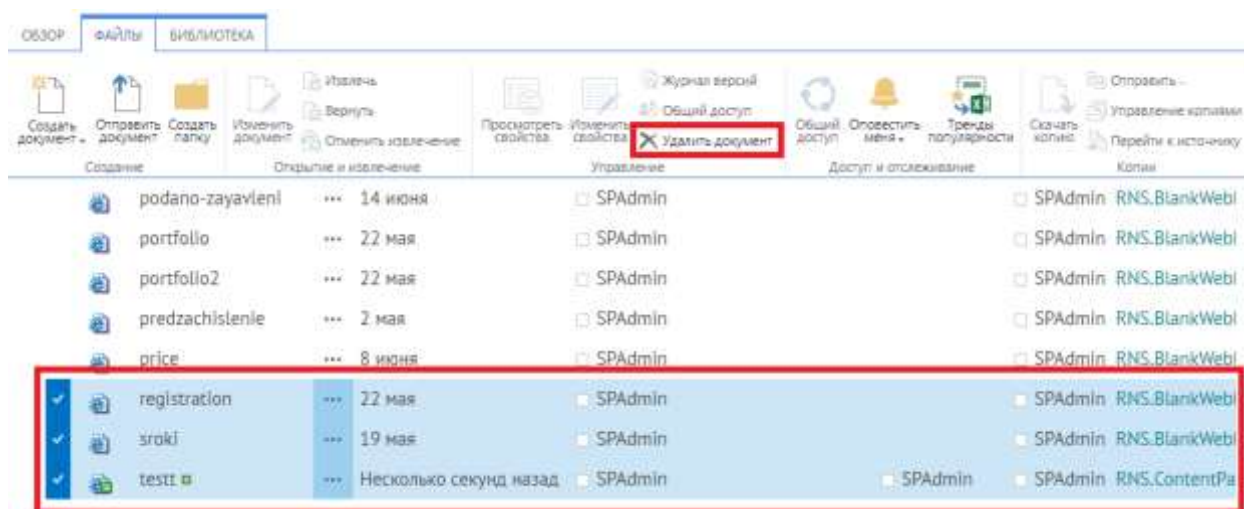 ОБЗОР ФАЙЛЫ БИБЛИОТЕКА
Создать документ
Отправить документ
Создать папку
Создание
Изменить документ
Извлечь
Вернуть
Отменить извлечение
Открытие и извлечение
Просмотреть свойства
Изменить свойства
Журнал версий
Общий доступ
Удалить документ
Управление
Общий доступ
Оповестить меня
Тренды популярности
Доступ и отслеживание
Скачать копию
Отправить
Управление копиями
Перейти к источнику
Копии
podano-zayavleni ... 14 июня SPAdmin SPAdmin RNS.BlankWebl
portfolio ... 22 мая SPAdmin SPAdmin RNS.BlankWebl
portfolio2 ... 22 мая SPAdmin SPAdmin RNS.BlankWebl
predzachislenie ... 2 мая SPAdmin SPAdmin RNS.BlankWebl
price ... 8 июня SPAdmin SPAdmin RNS.BlankWebl
registration ... 22 мая SPAdmin SPAdmin RNS.BlankWebl
sroki ... 19 мая SPAdmin SPAdmin RNS.BlankWebl
testt ... Несколько секунд назад SPAdmin SPAdmin SPAdmin RNS.ContentPa